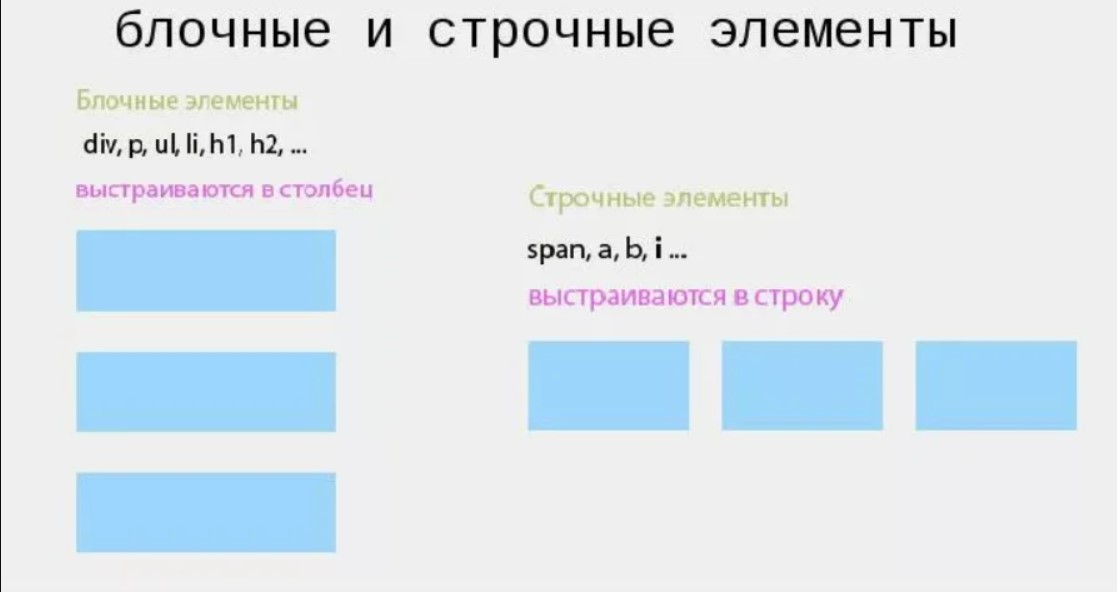 блочные и строчные элементы
Блочные элементы
div, p, ul, li, h1, h2, ...
выстраиваются в столбец
Строчные элементы
span, a, b, i ...
выстраиваются в строку